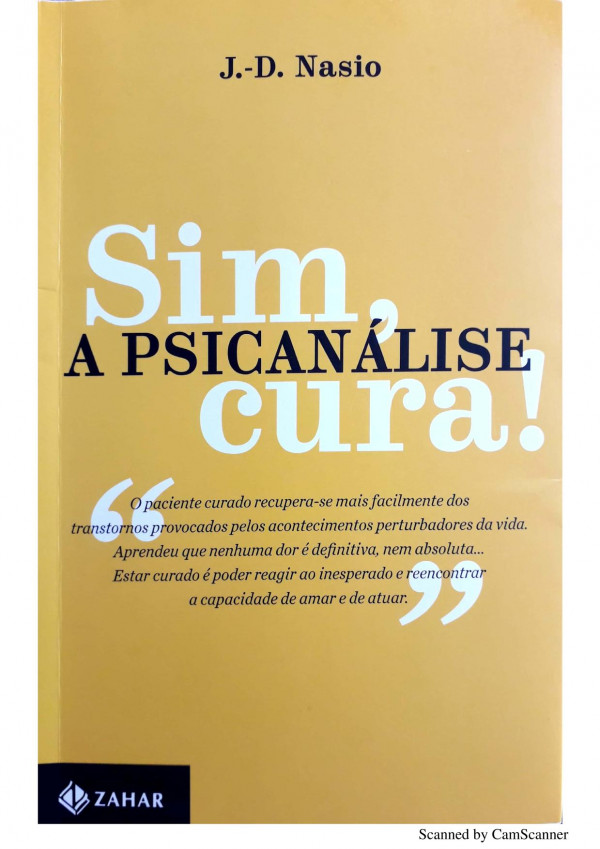 J.-D. Nasio
Sim,
A PSICANÁLISE
cura!
“
O paciente curado recupera-se mais facilmente dos
transtornos provocados pelos acontecimentos perturbadores da vida.
Aprendeu que nenhuma dor é definitiva, nem absoluta...
Estar curado é poder reagir ao inesperado e reencontrar
a capacidade de amar e de atuar.
”
ZAHAR
Scanned by CamScanner